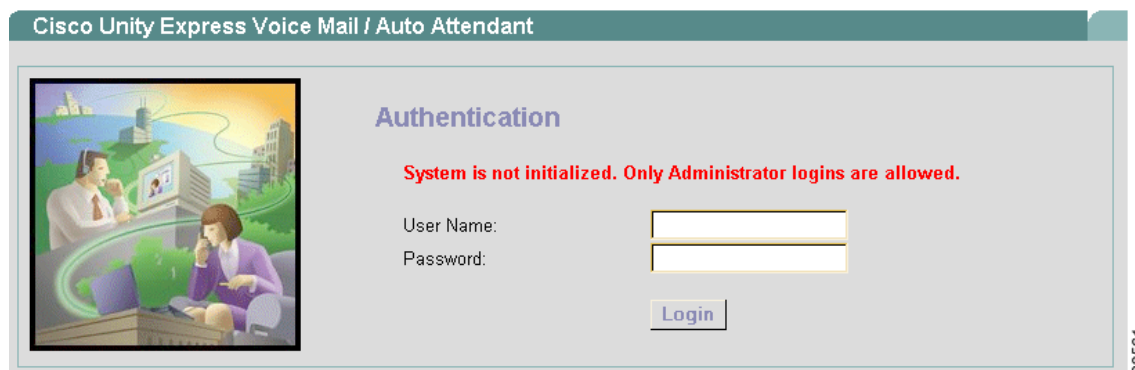 Cisco Unity Express Voice Mail / Auto Attendant
Authentication
System is not initialized. Only Administrator logins are allowed.
User Name:
Password:
Login